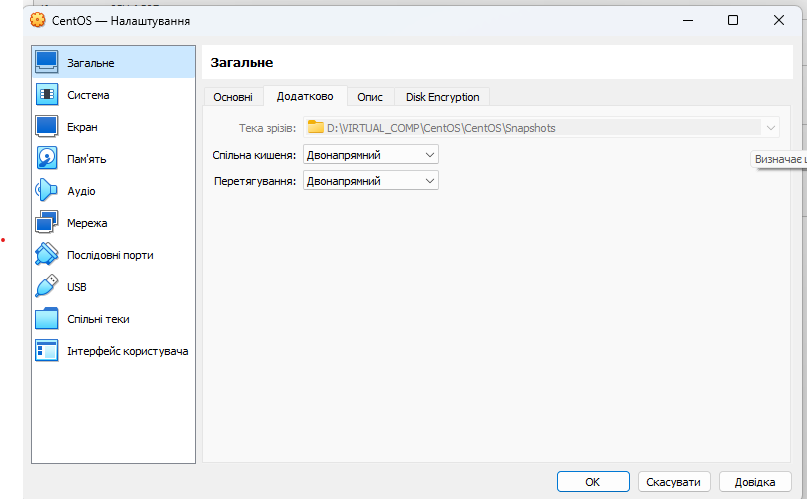 CentOS — Налаштування
Загальне
Система
Екран
Пам'ять
Аудіо
Мережа
Послідовні порти
USB
Спільні теки
Інтерфейс користувача
Загальне
Основні Додатково Опис Disk Encryption
Тека зрізів: D:\VIRTUAL_COMP\CentOS\CentOS\Snapshots
Спільна кишеня: Двонапрямний
Перетягування: Двонапрямний
Визначає
OK Скасувати Довідка